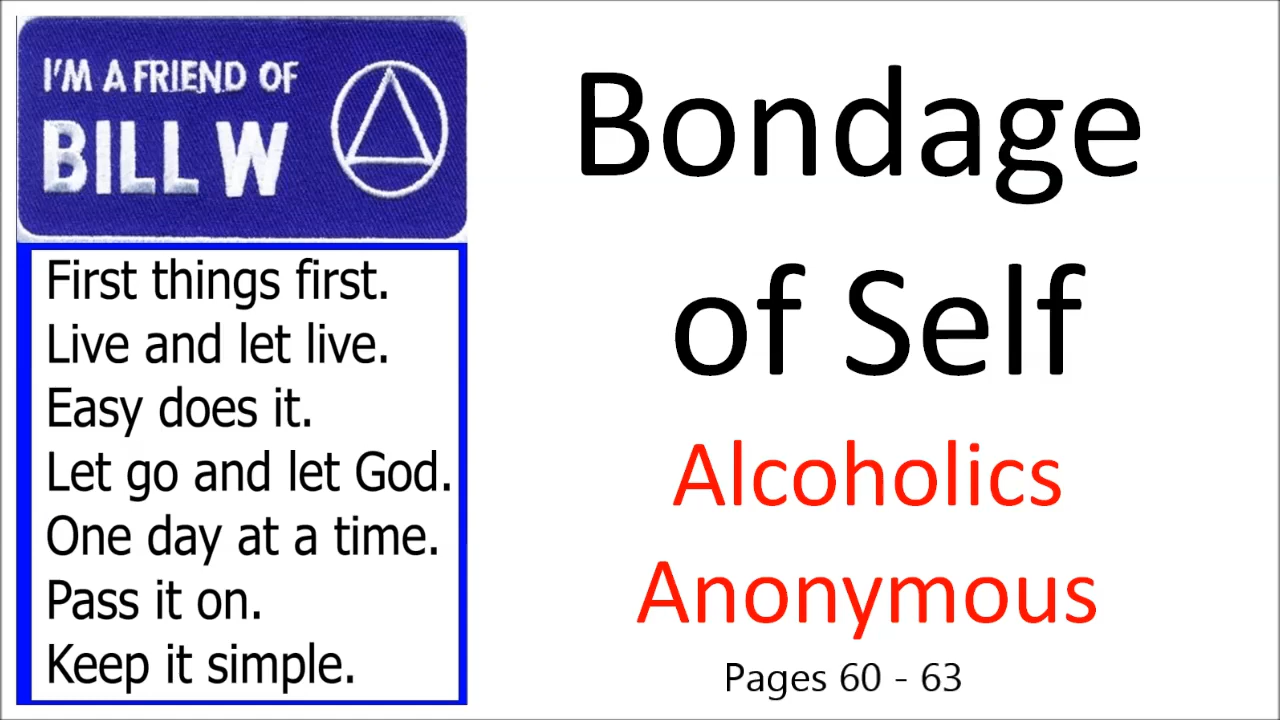 I'M A FRIEND OF
BILL W
First things first.
Live and let live.
Easy does it.
Let go and let God.
One day at a time.
Pass it on.
Keep it simple.
Bondage
of Self
Alcoholics
Anonymous
Pages 60 - 63